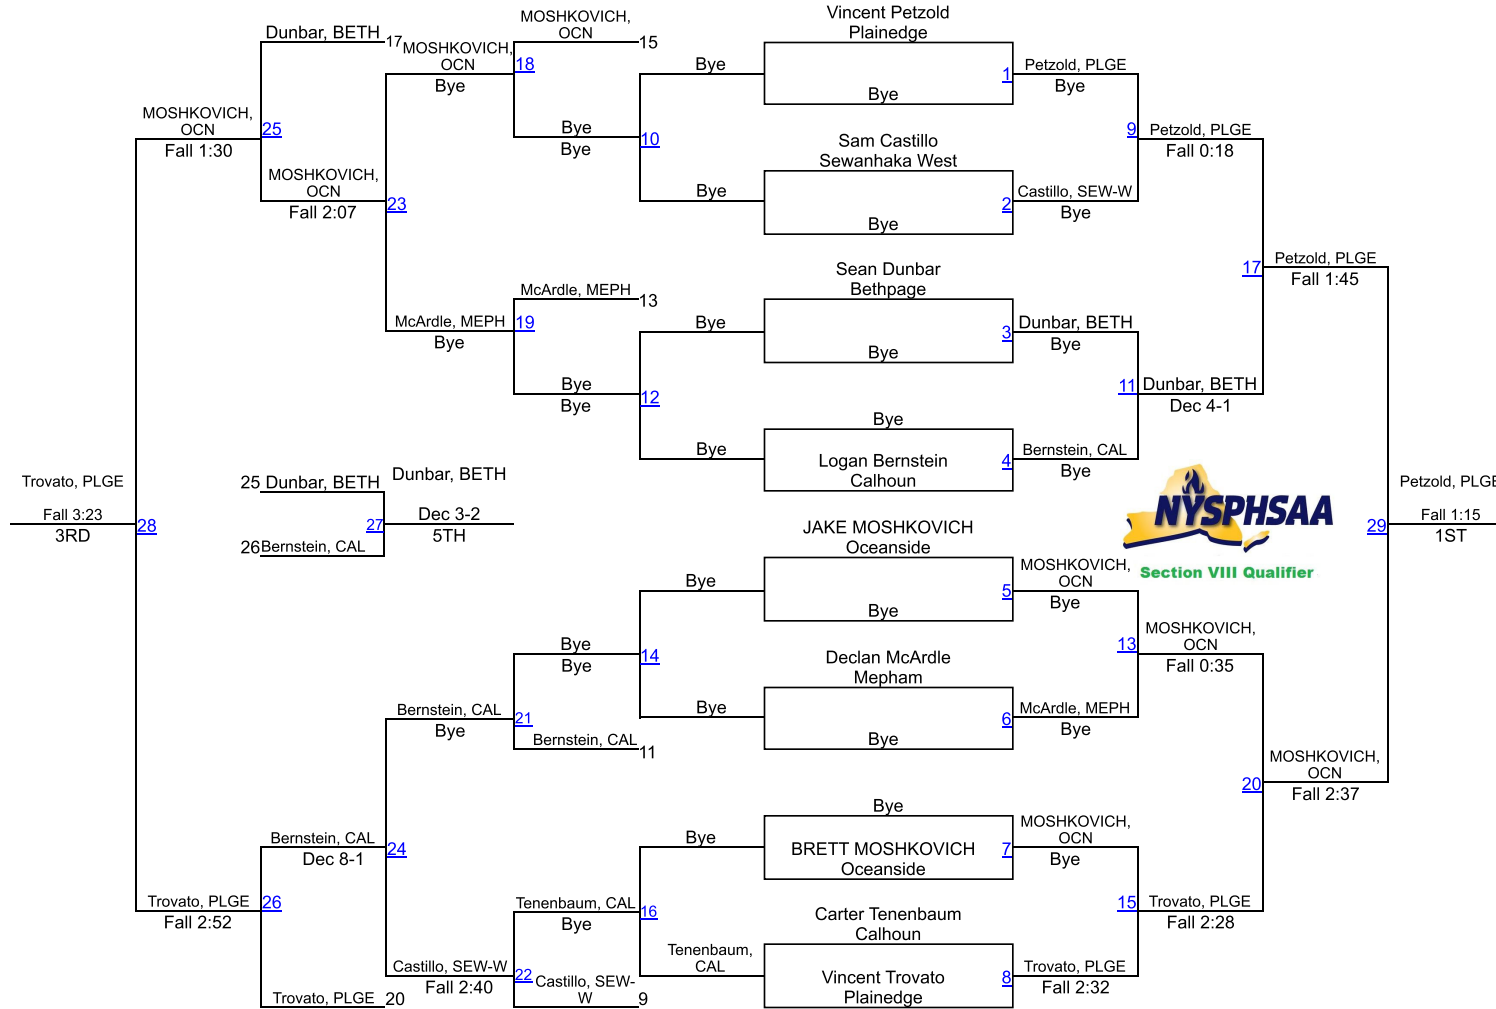 Vincent Petzold
Plainedge
MOSHKOVICH,
OCN
15
Dunbar, BETH
17
MOSHKOVICH,
OCN
18
Bye
Bye
1
Petzold, PLGE
Bye
Bye
MOSHKOVICH,
OCN
25
Fall 1:30
Bye
Bye
10
9
Petzold, PLGE
Fall 0:18
Sam Castillo
Sewanhaka West
MOSHKOVICH,
OCN
23
Fall 2:07
Bye
Bye
2
Castillo, SEW-W
Bye
17
Petzold, PLGE
Fall 1:45
Sean Dunbar
Bethpage
McArdle, MEPH
13
McArdle, MEPH
19
Bye
Bye
Bye
3
Dunbar, BETH
Bye
Bye
Bye
12
11
Dunbar, BETH
Dec 4-1
Bye
Bye
Logan Bernstein
Calhoun
4
Bernstein, CAL
Bye
Trovato, PLGE
Fall 3:23
3RD
28
25 Dunbar, BETH
Dunbar, BETH
27
Dec 3-2
5TH
26 Bernstein, CAL
NYSPHSAA
Section VIII Qualifier
Petzold, PLGE
29
Fall 1:15
1ST
JAKE MOSHKOVICH
Oceanside
Bye
Bye
5
MOSHKOVICH,
OCN
Bye
Bye
Bye
14
13
MOSHKOVICH,
OCN
Fall 0:35
Declan McArdle
Mepham
Bernstein, CAL
21
Bye
Bye
Bye
6
McArdle, MEPH
Bye
Bernstein, CAL
11
20
MOSHKOVICH,
OCN
Fall 2:37
Bye
Bernstein, CAL
24
Dec 8-1
Bye
BRETT MOSHKOVICH
Oceanside
7
MOSHKOVICH,
OCN
Bye
Trovato, PLGE
26
Fall 2:52
Tenenbaum, CAL
16
Bye
15
Trovato, PLGE
Fall 2:28
Carter Tenenbaum
Calhoun
Castillo, SEW-W
22
Fall 2:40
Tenenbaum,
CAL
Vincent Trovato
Plainedge
8
Trovato, PLGE
Fall 2:32
Trovato, PLGE
20
Castillo, SEW-
W
9